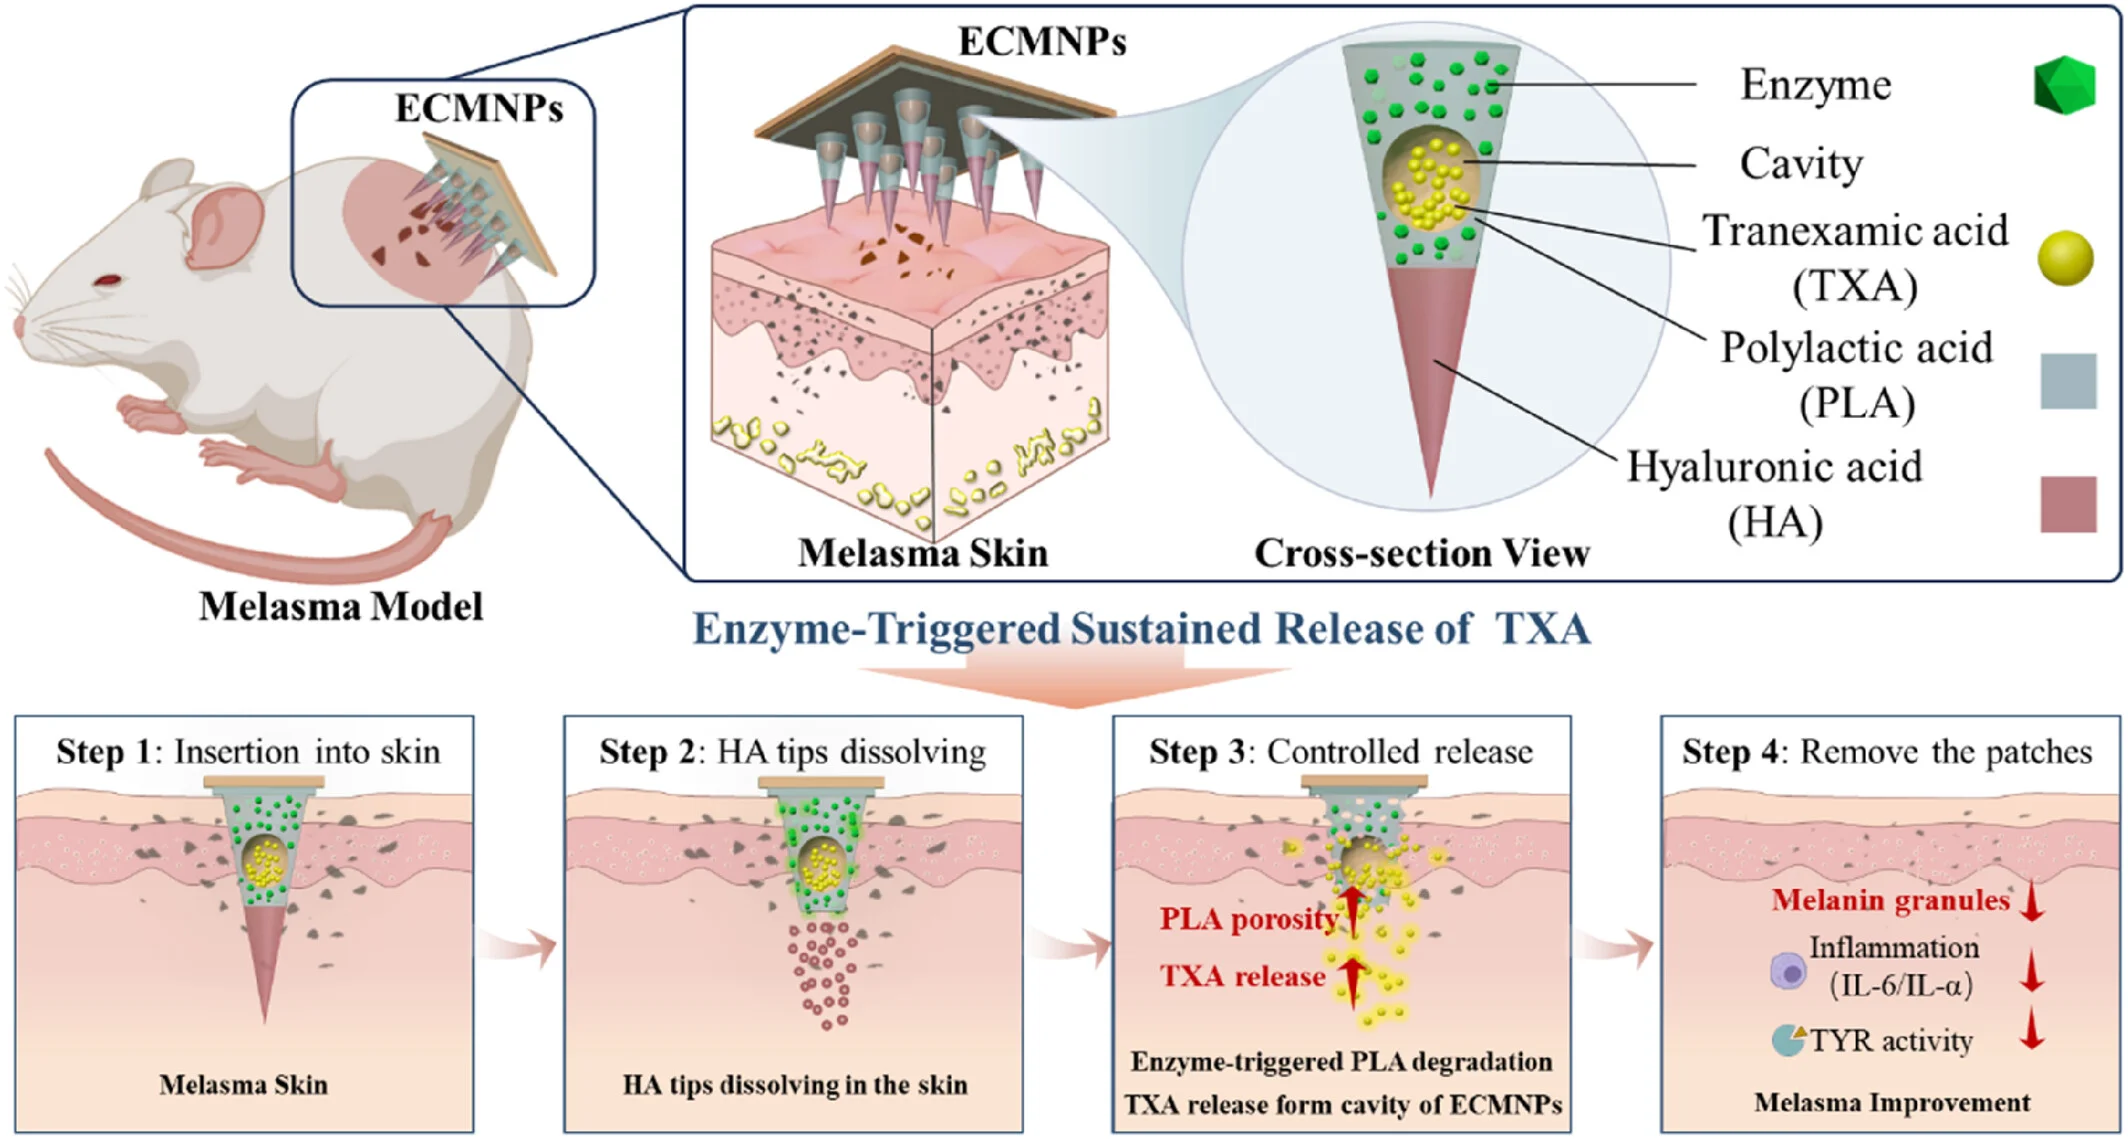 ECMNPs
Melasma Model
ECMNPs
Melasma Skin
Cross-section View
Enzyme
Cavity
Tranexamic acid
(TXA)
Polylactic acid
(PLA)
Hyaluronic acid
(HA)
Enzyme-Triggered Sustained Release of TXA
Step 1: Insertion into skin
Melasma Skin
Step 2: HA tips dissolving
HA tips dissolving in the skin
Step 3: Controlled release
PLA porosity
TXA release
Enzyme-triggered PLA degradation
TXA release form cavity of ECMNPs
Step 4: Remove the patches
Melanin granules
Inflammation
(IL-6/IL-α)
TYR activity
Melasma Improvement